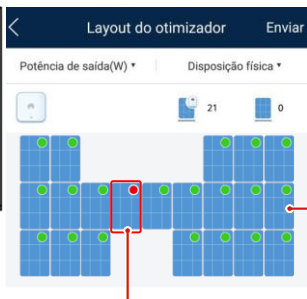 Layout do otimizador Enviar
Potência de saída(W) Disposição física
21 0